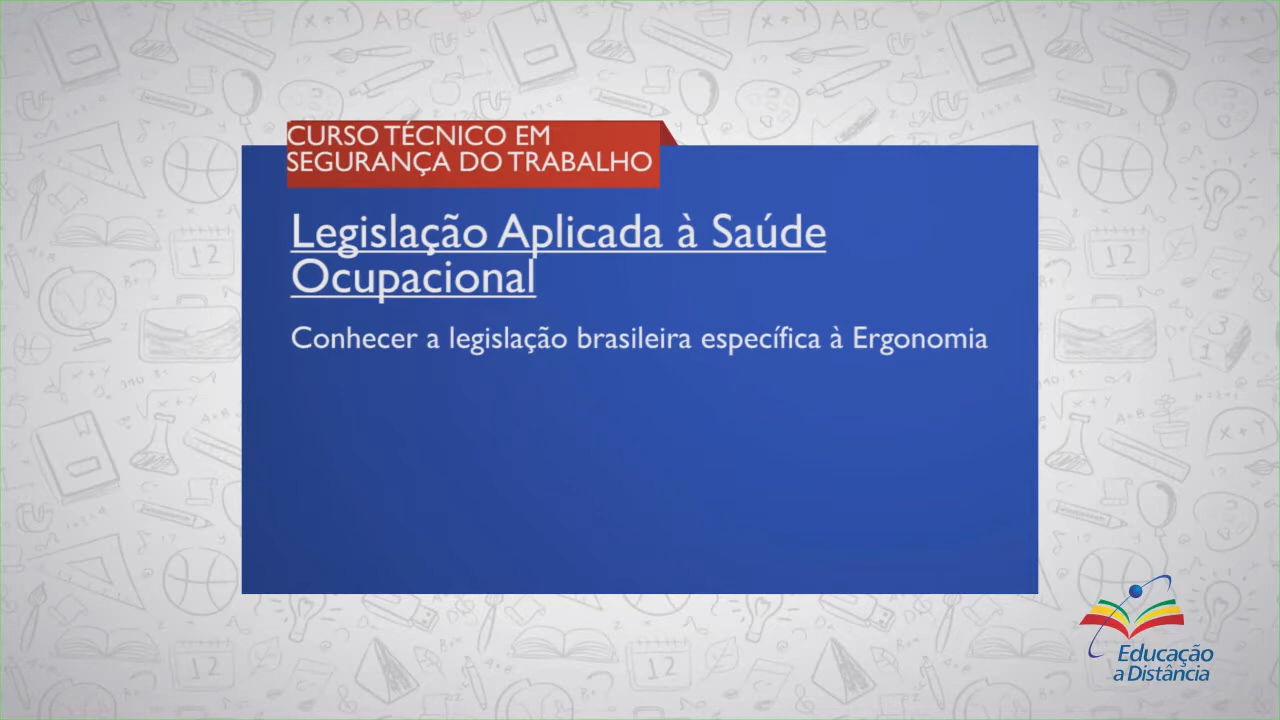 CURSO TÉCNICO EM
SEGURANÇA DO TRABALHO
Legislação Aplicada à Saúde
Ocupacional
Conhecer a legislação brasileira específica à Ergonomia
Educação
a Distância